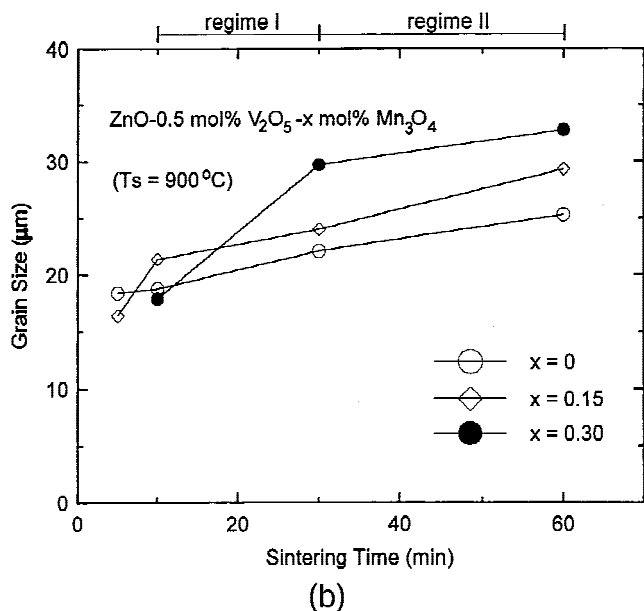 regime I regime II
40
ZnO-0.5 mol% V₂O₅-x mol% Mn₃O₄
30
(Ts = 900 °C)
Grain Size (μm)
20
x = 0
10
x = 0.15
x = 0.30
0
0 20 40 60
Sintering Time (min)
(b)